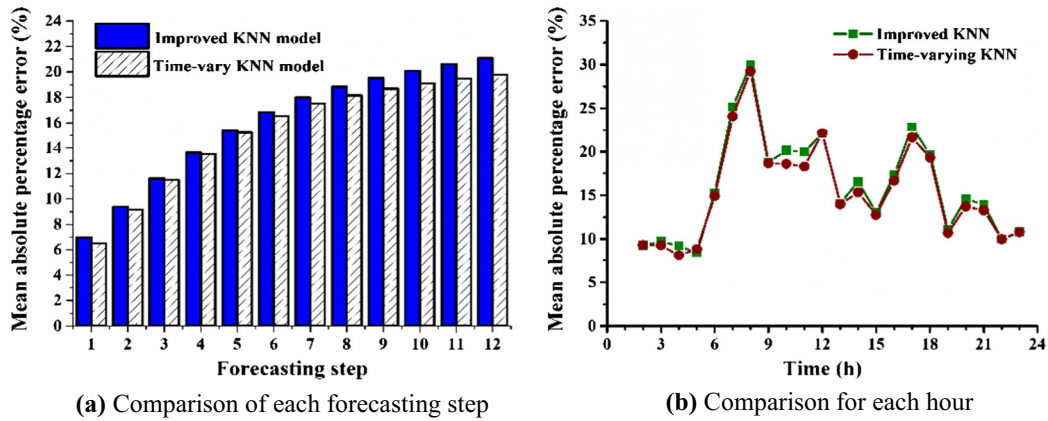 Mean absolute percentage error (%)
24
22
20
18
16
14
12
10
8
6
4
2
0
Improved KNN model
Time-vary KNN model
1 2 3 4 5 6 7 8 9 10 11 12
Forecasting step
(a) Comparison of each forecasting step
Mean absolute percentage error (%)
35
30
25
20
15
10
5
0
Improved KNN
Time-varying KNN
0 3 6 9 12 15 18 21 24
Time (h)
(b) Comparison for each hour